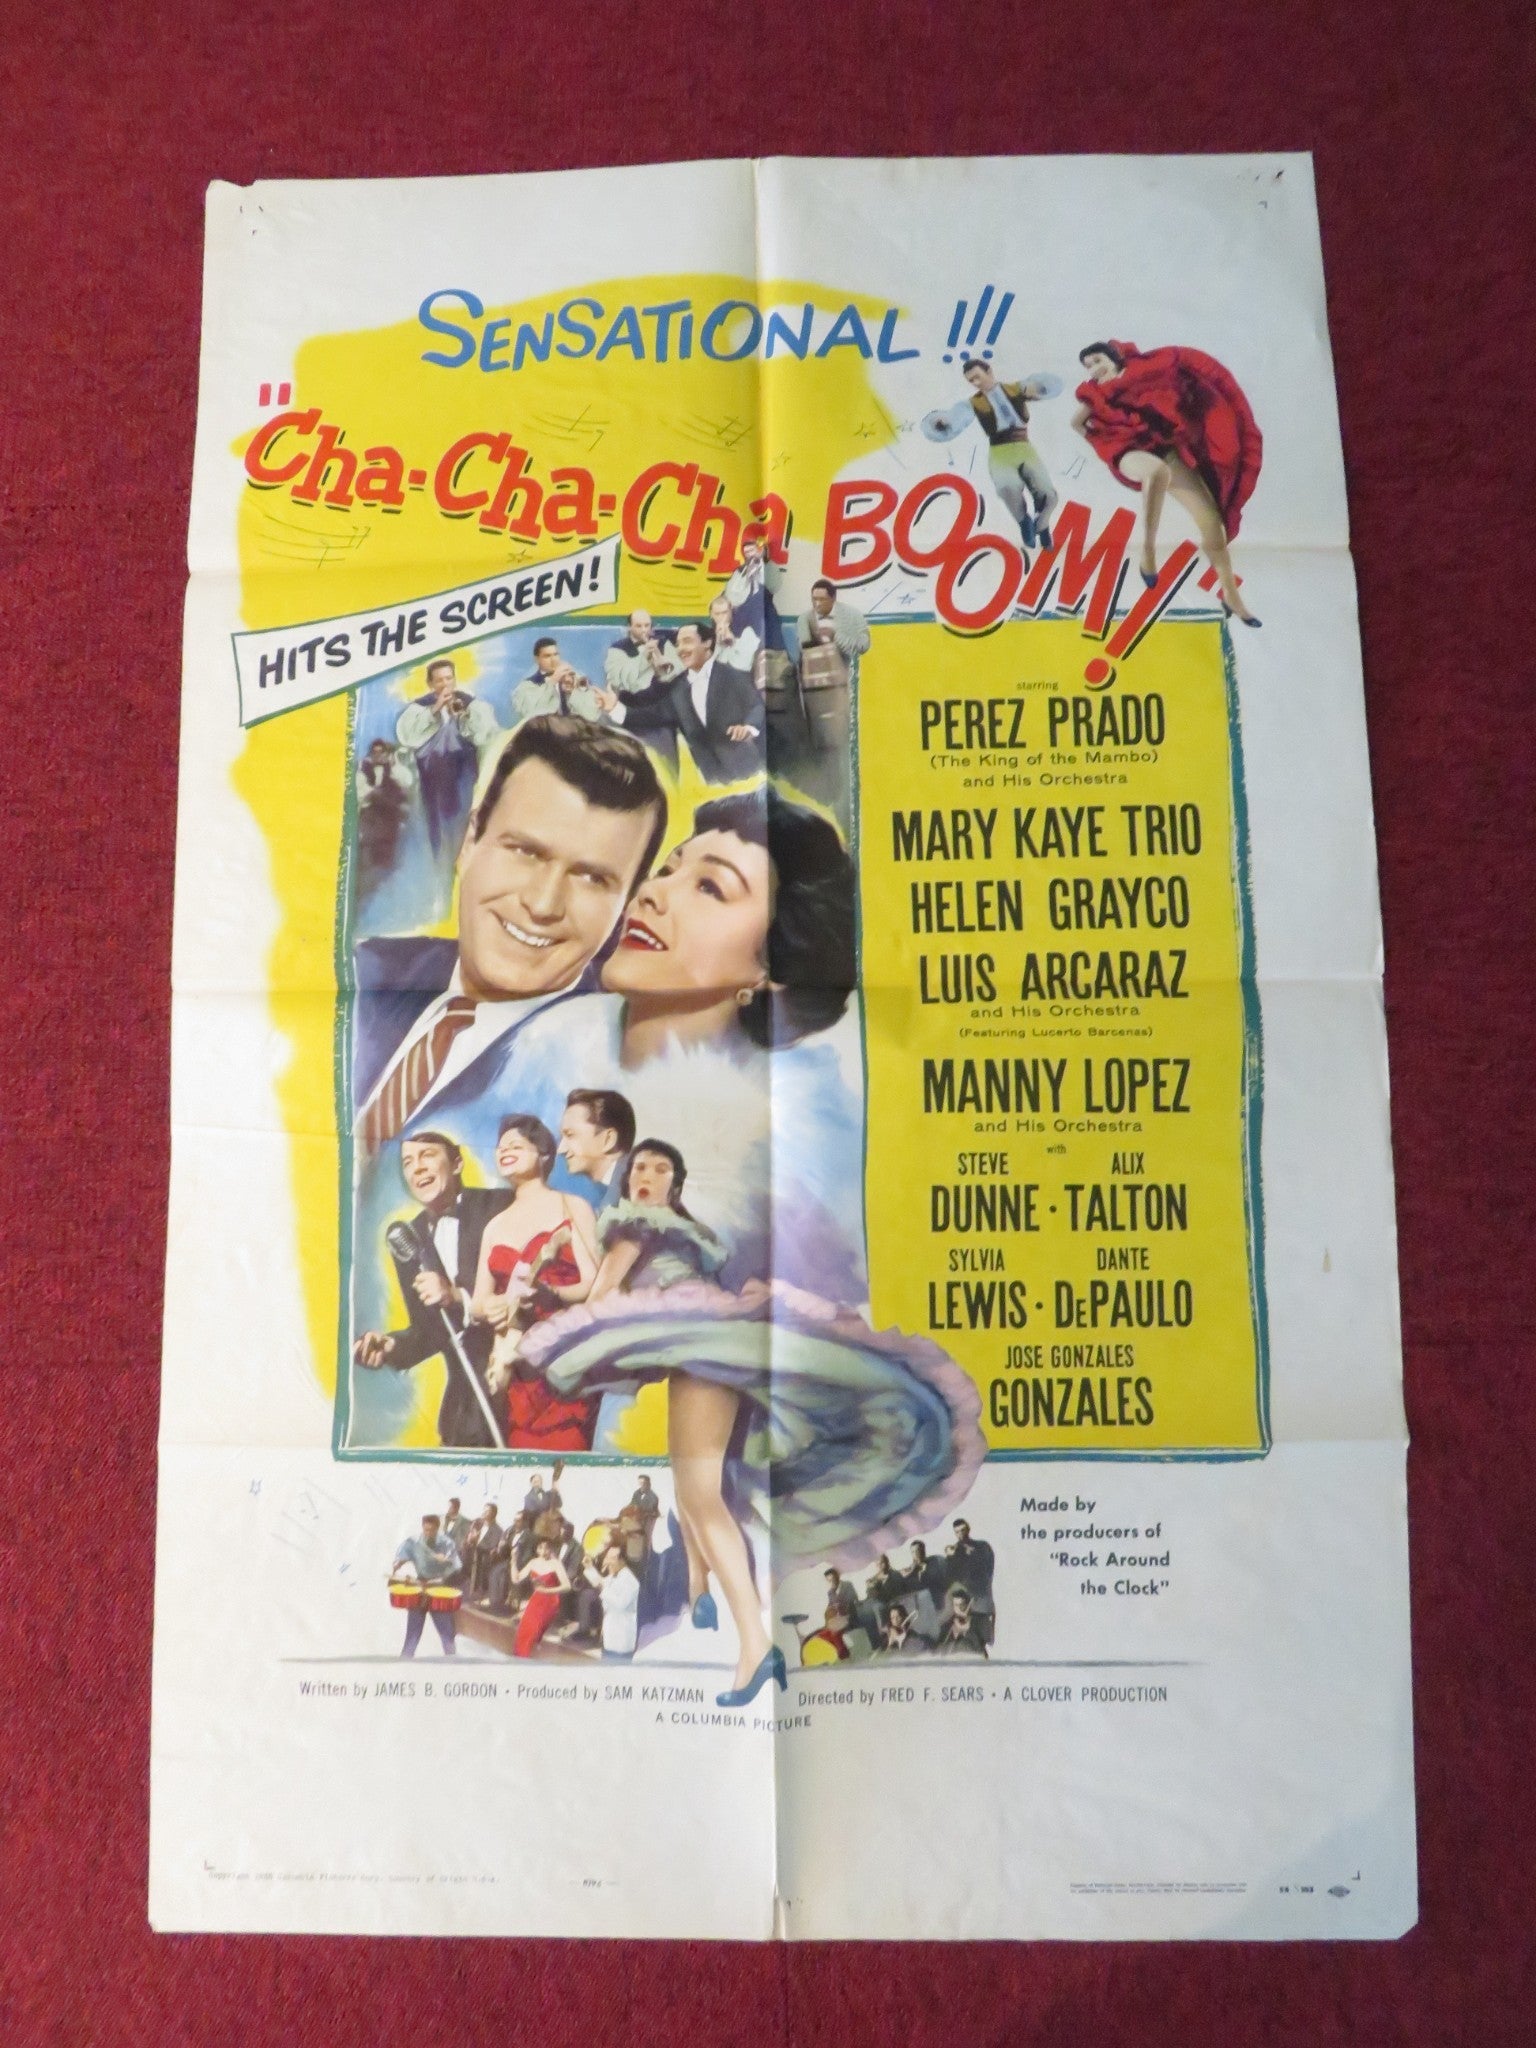 SENSATIONAL!!!
"Cha-Cha-Cha BOOM!"
HITS THE SCREEN!
starring
PEREZ PRADO
(The King of the Mambo)
and His Orchestra
MARY KAYE TRIO
HELEN GRAYCO
LUIS ARCARAZ
and His Orchestra
(Featuring Lucerto Barcenas)
MANNY LOPEZ
and His Orchestra
with
STEVE ALIX
DUNNE · TALTON
SYLVIA DANTE
LEWIS · DePAULO
JOSE GONZALES
GONZALES
Made by
the producers of
"Rock Around
the Clock"
Written by JAMES B. GORDON · Produced by SAM KATZMAN
Directed by FRED F. SEARS · A CLOVER PRODUCTION
A COLUMBIA PICTURE